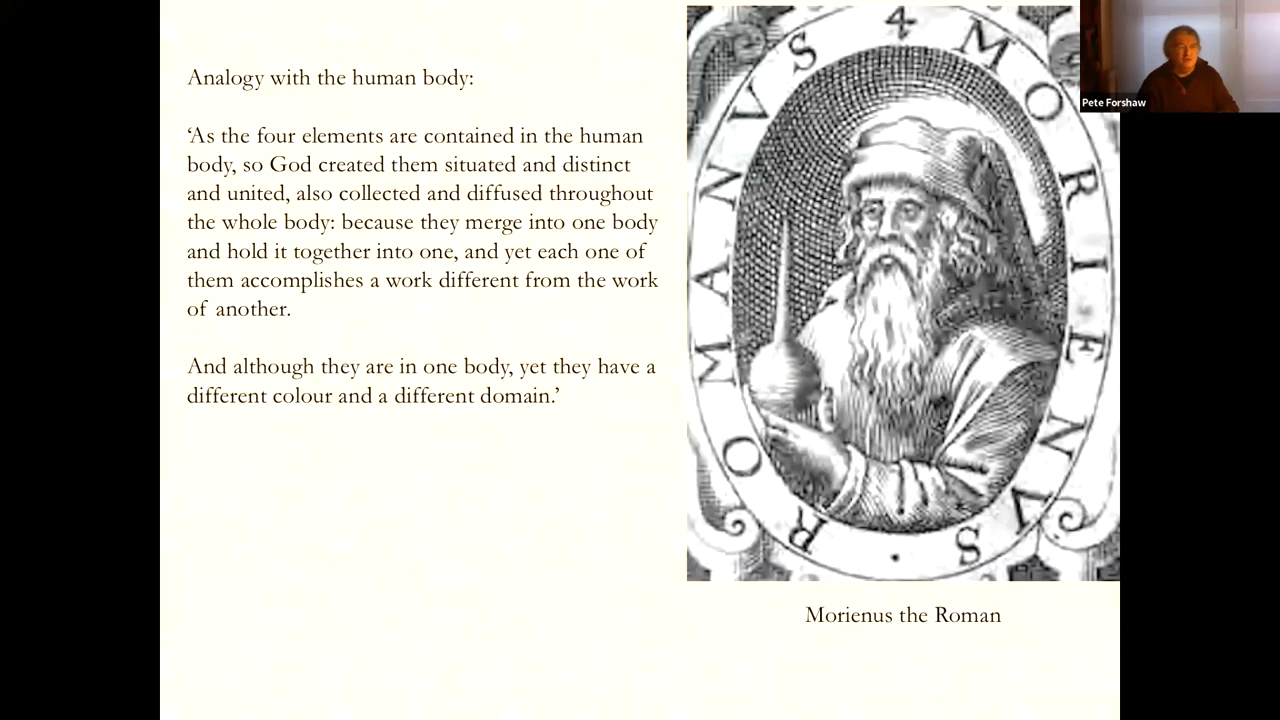 Analogy with the human body:
‘As the four elements are contained in the human
body, so God created them situated and distinct
and united, also collected and diffused throughout
the whole body: because they merge into one body
and hold it together into one, and yet each one of
them accomplishes a work different from the work
of another.
And although they are in one body, yet they have a
different colour and a different domain.’
4 MORIENVS · ROMANVS
Morienus the Roman
Pete Forshaw